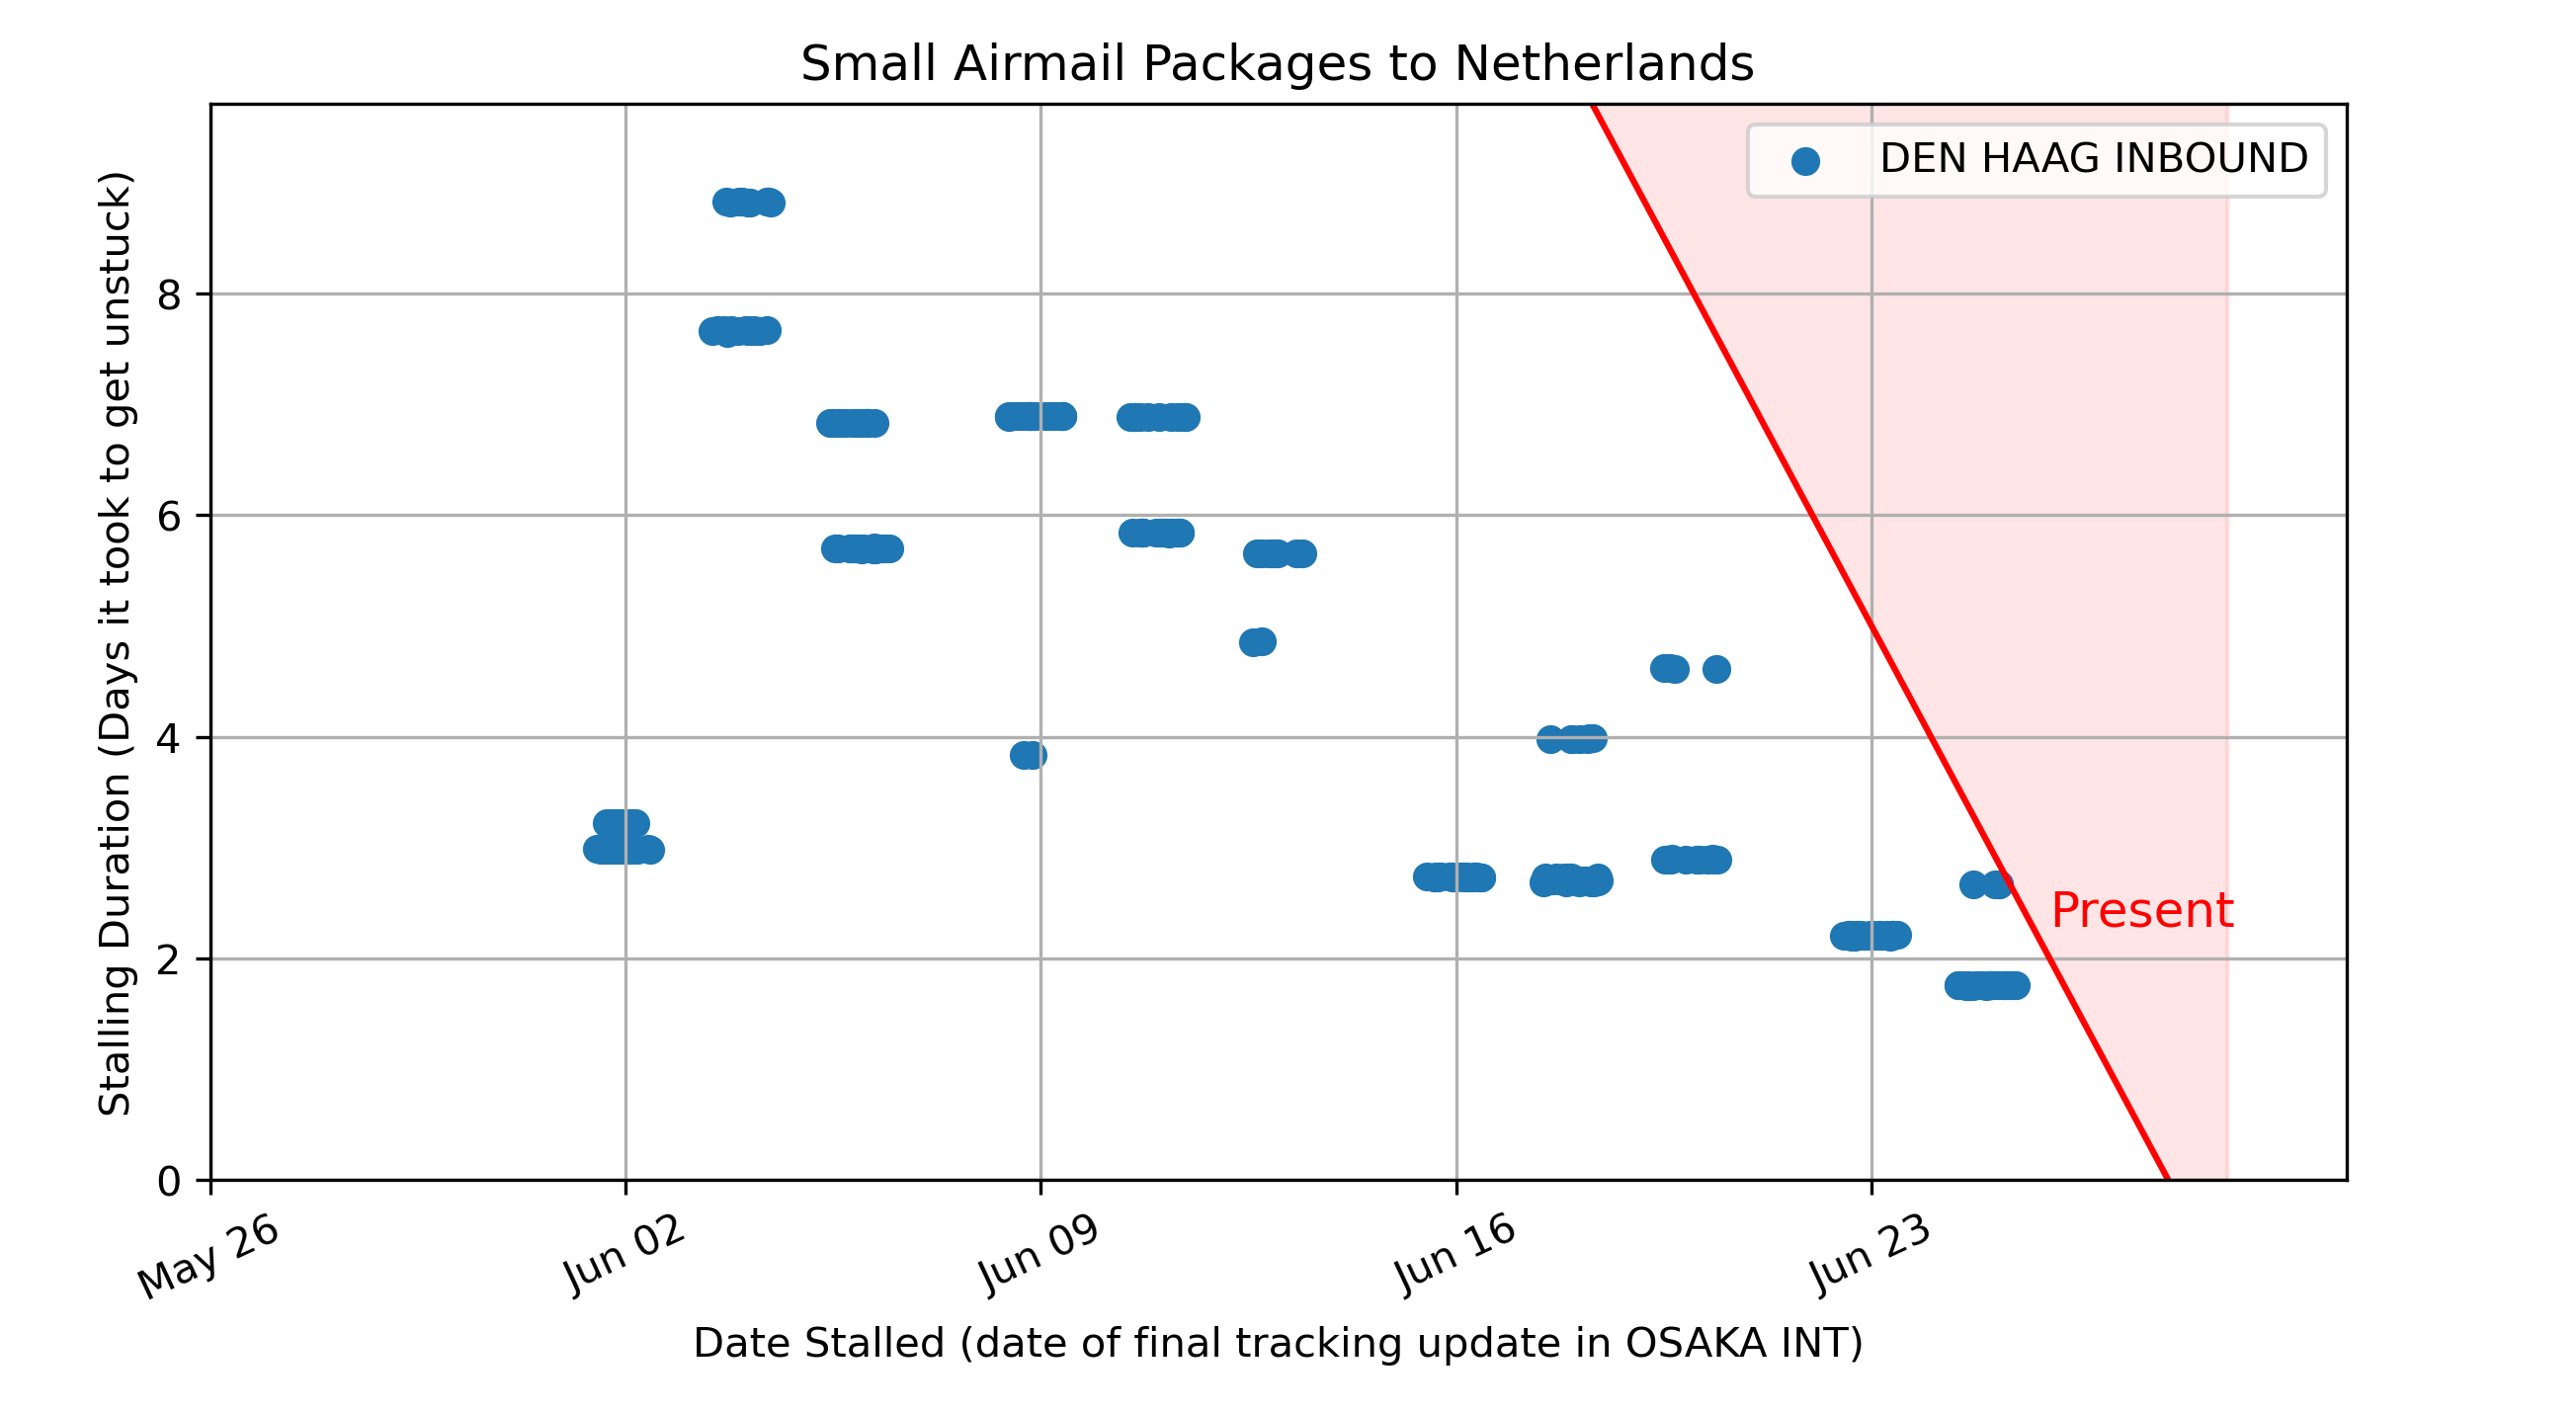 Small Airmail Packages to Netherlands
DEN HAAG INBOUND
Stalling Duration (Days it took to get unstuck)
8
6
4
2
0
Present
May 26
Jun 02
Jun 09
Jun 16
Jun 23
Date Stalled (date of final tracking update in OSAKA INT)